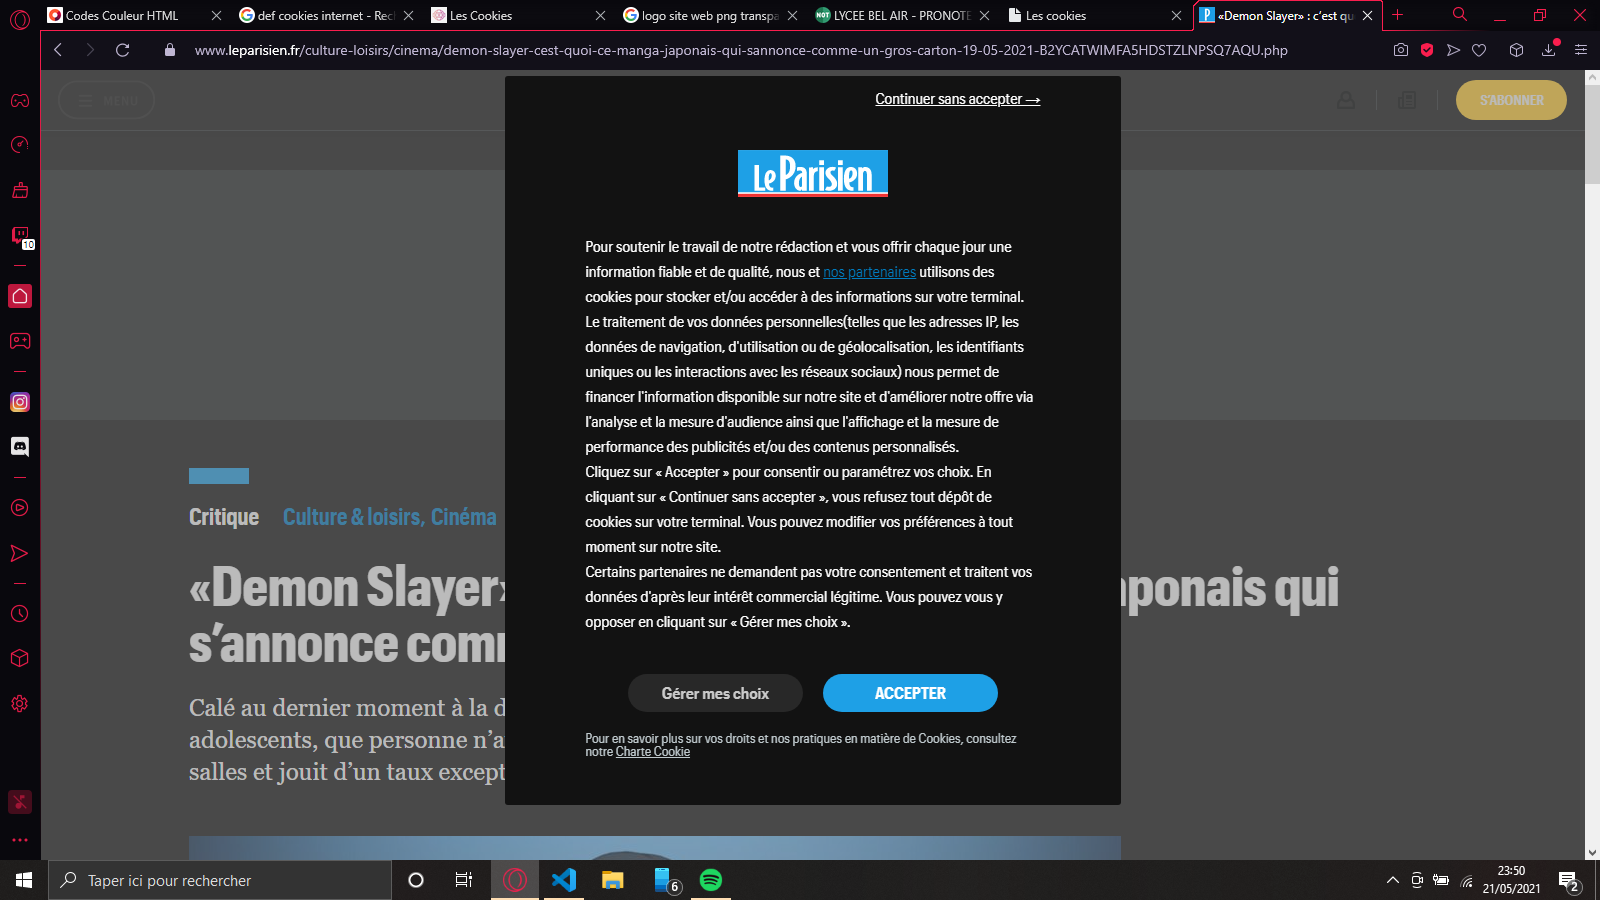 Codes Couleur HTML
def cookies internet - Rec
Les Cookies
logo site web png transpa
LYCEE BEL AIR - PRONOTE
Les cookies
«Demon Slayer» : c'est qu
www.leparisien.fr/culture-loisirs/cinema/demon-slayer-cest-quoi-ce-manga-japonais-qui-sannonce-comme-un-gros-carton-19-05-2021-B2YCATWIMFA5HDSTZLNPSQ7AQU.php
MENU
S'ABONNER
Continuer sans accepter →
Le Parisien
Pour soutenir le travail de notre rédaction et vous offrir chaque jour une
information fiable et de qualité, nous et nos partenaires utilisons des
cookies pour stocker et/ou accéder à des informations sur votre terminal.
Le traitement de vos données personnelles(telles que les adresses IP, les
données de navigation, d'utilisation ou de géolocalisation, les identifiants
uniques ou les interactions avec les réseaux sociaux) nous permet de
financer l'information disponible sur notre site et d'améliorer notre offre via
l'analyse et la mesure d'audience ainsi que l'affichage et la mesure de
performance des publicités et/ou des contenus personnalisés.
Cliquez sur « Accepter » pour consentir ou paramétrez vos choix. En
cliquant sur « Continuer sans accepter », vous refusez tout dépôt de
cookies sur votre terminal. Vous pouvez modifier vos préférences à tout
moment sur notre site.
Certains partenaires ne demandent pas votre consentement et traitent vos
données d'après leur intérêt commercial légitime. Vous pouvez vous y
opposer en cliquant sur « Gérer mes choix ».
Gérer mes choix
ACCEPTER
Pour en savoir plus sur vos droits et nos pratiques en matière de Cookies, consultez
notre Charte Cookie
Critique Culture & loisirs, Cinéma
«Demon Slayer» aponais qui
s'annonce com
Calé au dernier moment à la d
adolescents, que personne n'a
salles et jouit d'un taux except
10
Taper ici pour rechercher
6
23:50
21/05/2021
2